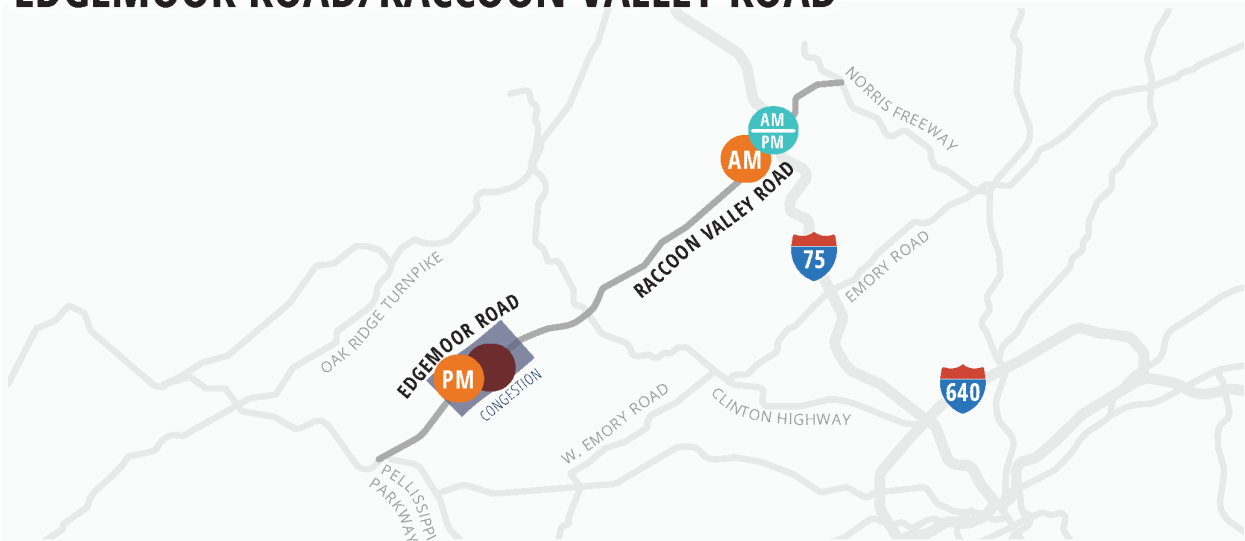 EDGEMOOR ROAD/RACCOON VALLEY ROAD
NORRIS FREEWAY
AM
PM
AM
RACCOON VALLEY ROAD
75
EMORY ROAD
OAK RIDGE TURNPIKE
EDGEMOOR ROAD
PM
CONGESTION
640
CLINTON HIGHWAY
W. EMORY ROAD
PELLISSIPPI
PARKWAY